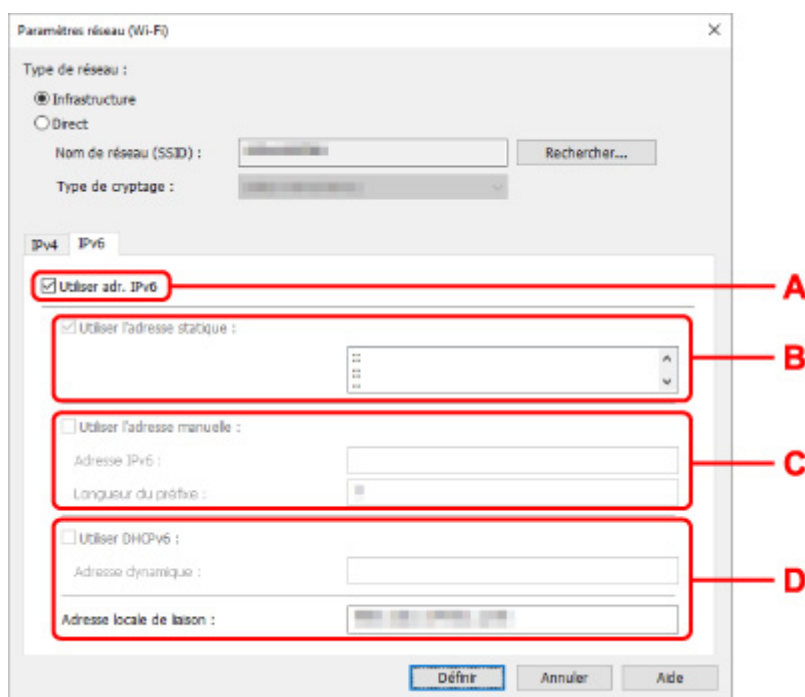 Paramètres réseau (Wi-Fi)
Type de réseau :
Infrastructure
Direct
Nom de réseau (SSID) :
Rechercher...
Type de cryptage :
IPv4 IPv6
Utiliser adr. IPv6
A
Utiliser l'adresse statique :
::
::
::
B
Utiliser l'adresse manuelle :
Adresse IPv6 :
Longueur du préfixe :
C
Utiliser DHCPv6 :
Adresse dynamique :
D
Adresse locale de liaison :
Définir Annuler Aide